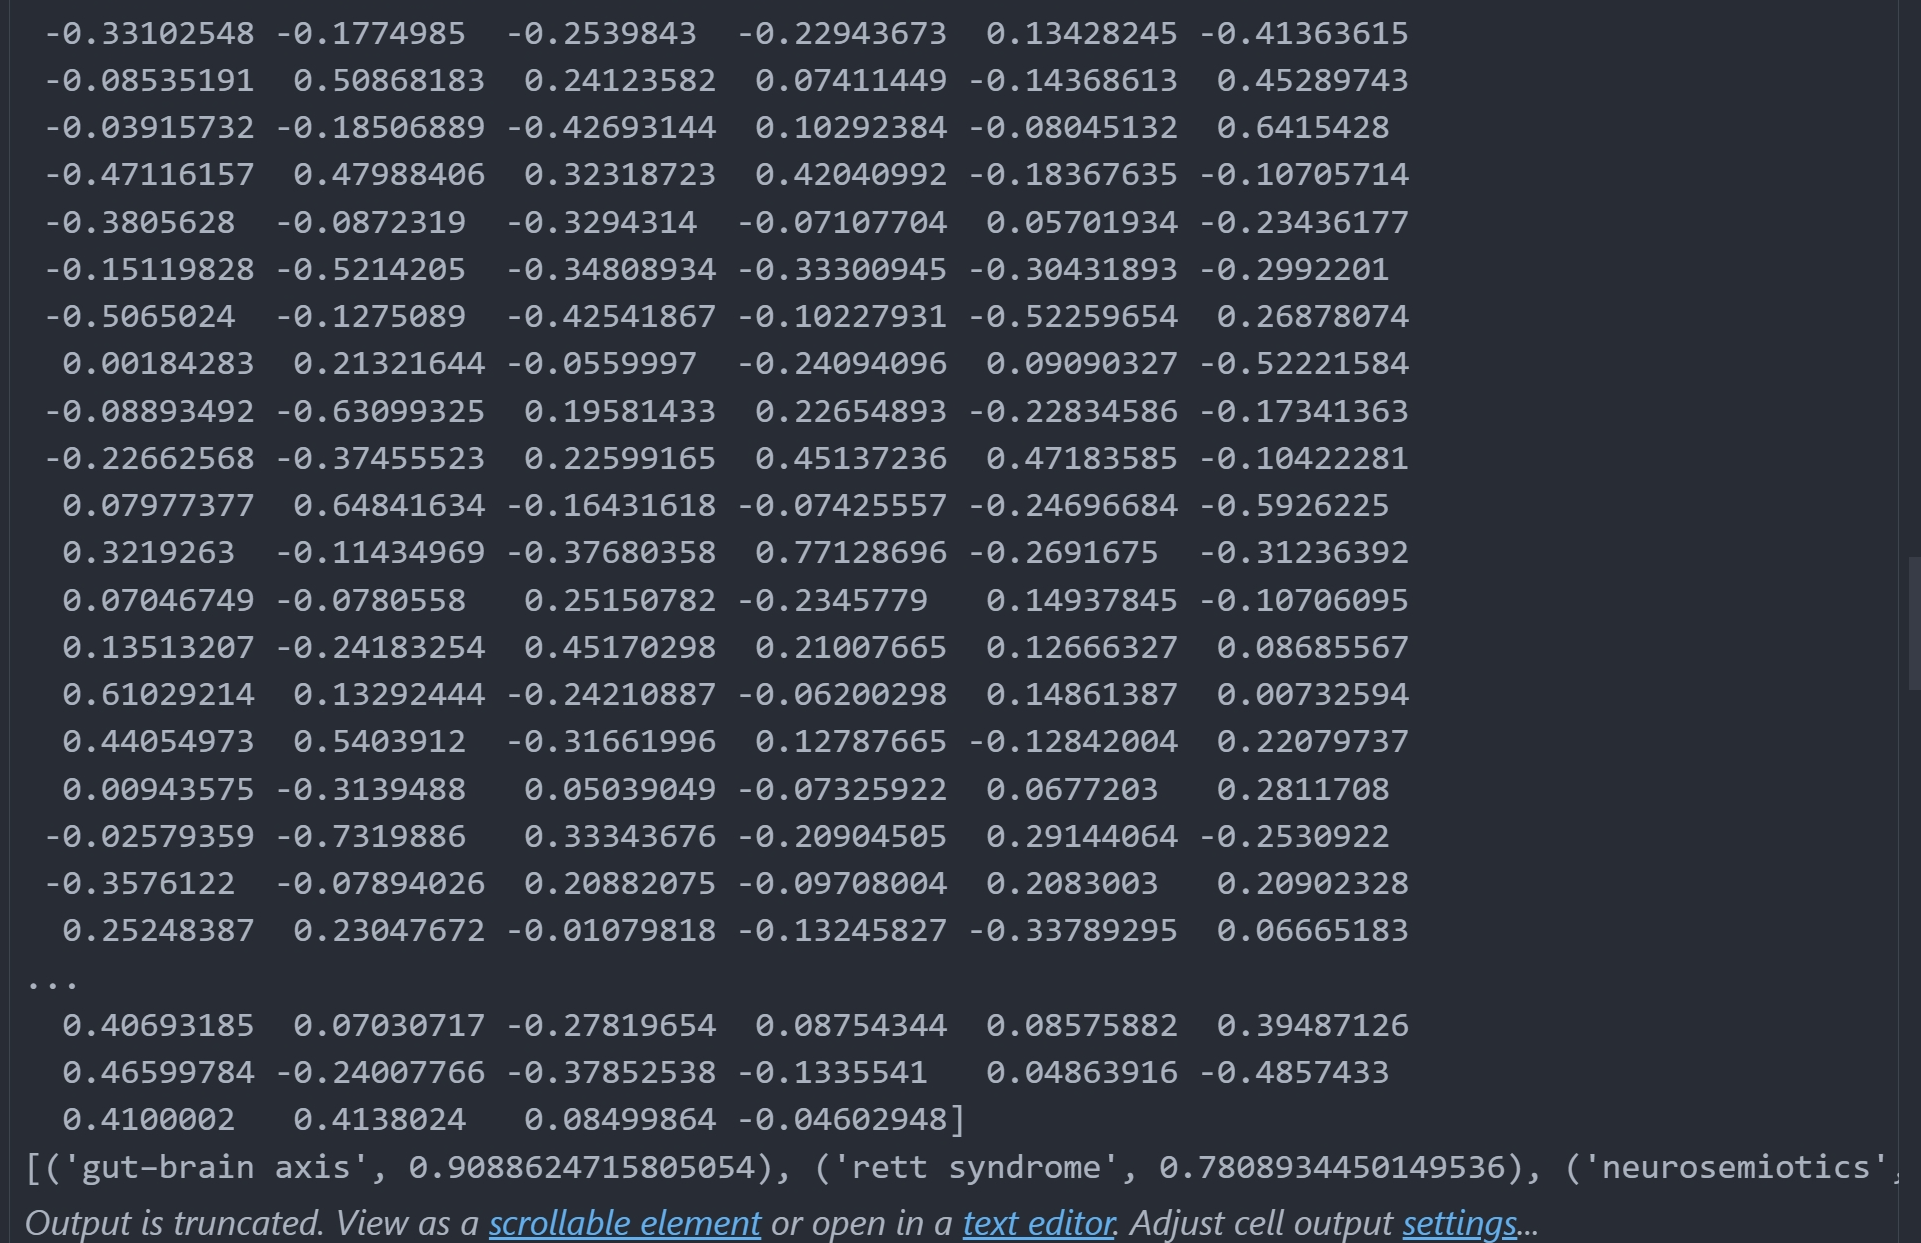 -0.33102548 -0.1774985 -0.2539843 -0.22943673 0.13428245 -0.41363615
-0.08535191 0.50868183 0.24123582 0.07411449 -0.14368613 0.45289743
-0.03915732 -0.18506889 -0.42693144 0.10292384 -0.08045132 0.6415428
-0.47116157 0.47988406 0.32318723 0.42040992 -0.18367635 -0.10705714
-0.3805628 -0.0872319 -0.3294314 -0.07107704 0.05701934 -0.23436177
-0.15119828 -0.5214205 -0.34808934 -0.33300945 -0.30431893 -0.2992201
-0.5065024 -0.1275089 -0.42541867 -0.10227931 -0.52259654 0.26878074
0.00184283 0.21321644 -0.0559997 -0.24094096 0.09090327 -0.52221584
-0.08893492 -0.63099325 0.19581433 0.22654893 -0.22834586 -0.17341363
-0.22662568 -0.37455523 0.22599165 0.45137236 0.47183585 -0.10422281
0.07977377 0.64841634 -0.16431618 -0.07425557 -0.24696684 -0.5926225
0.3219263 -0.11434969 -0.37680358 0.77128696 -0.2691675 -0.31236392
0.07046749 -0.0780558 0.25150782 -0.2345779 0.14937845 -0.10706095
0.13513207 -0.24183254 0.45170298 0.21007665 0.12666327 0.08685567
0.61029214 0.13292444 -0.24210887 -0.06200298 0.14861387 0.00732594
0.44054973 0.5403912 -0.31661996 0.12787665 -0.12842004 0.22079737
0.00943575 -0.3139488 0.05039049 -0.07325922 0.0677203 0.2811708
-0.02579359 -0.7319886 0.33343676 -0.20904505 0.29144064 -0.2530922
-0.3576122 -0.07894026 0.20882075 -0.09708004 0.2083003 0.20902328
0.25248387 0.23047672 -0.01079818 -0.13245827 -0.33789295 0.06665183
...
0.40693185 0.07030717 -0.27819654 0.08754344 0.08575882 0.39487126
0.46599784 -0.24007766 -0.37852538 -0.1335541 0.04863916 -0.4857433
0.4100002 0.4138024 0.08499864 -0.04602948]
[('gut–brain axis', 0.9088624715805054), ('rett syndrome', 0.7808934450149536), ('neurosemiotics',
Output is truncated. View as a scrollable element or open in a text editor. Adjust cell output settings...